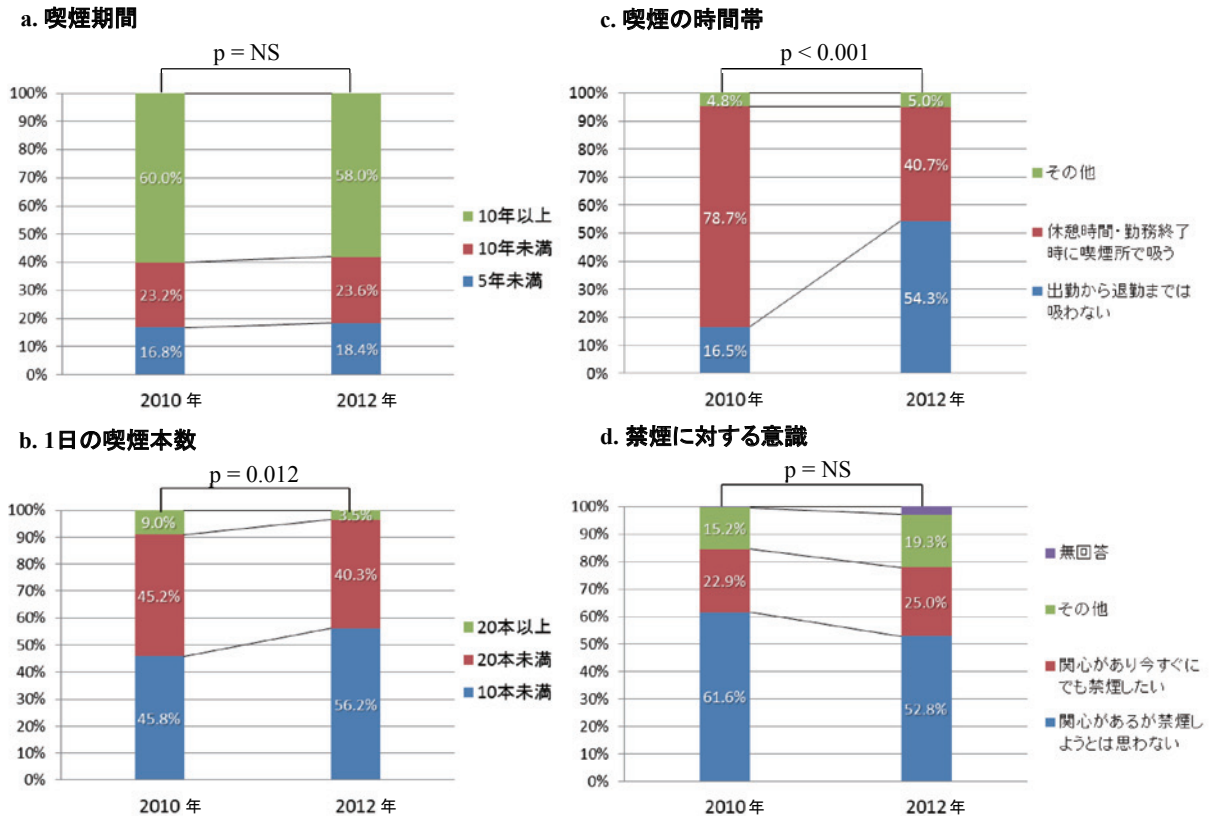 a. 喫煙期間
p = NS
100%
90%
80%
70%
60%
50%
40%
30%
20%
10%
0%
60.0%
23.2%
16.8%
58.0%
23.6%
18.4%
2010 年
2012 年
10年以上
10年未満
5年未満
b. 1日の喫煙本数
p = 0.012
100%
90%
80%
70%
60%
50%
40%
30%
20%
10%
0%
9.0%
45.2%
45.8%
3.5%
40.3%
56.2%
2010 年
2012 年
20本以上
20本未満
10本未満
c. 喫煙の時間帯
p < 0.001
100%
90%
80%
70%
60%
50%
40%
30%
20%
10%
0%
4.8%
78.7%
16.5%
5.0%
40.7%
54.3%
2010 年
2012 年
その他
休憩時間・勤務終了
時に喫煙所で吸う
出勤から退勤までは
吸わない
d. 禁煙に対する意識
p = NS
100%
90%
80%
70%
60%
50%
40%
30%
20%
10%
0%
15.2%
22.9%
61.6%
19.3%
25.0%
52.8%
2010 年
2012 年
無回答
その他
関心があり今すぐに
でも禁煙したい
関心があるが禁煙し
ようとは思わない